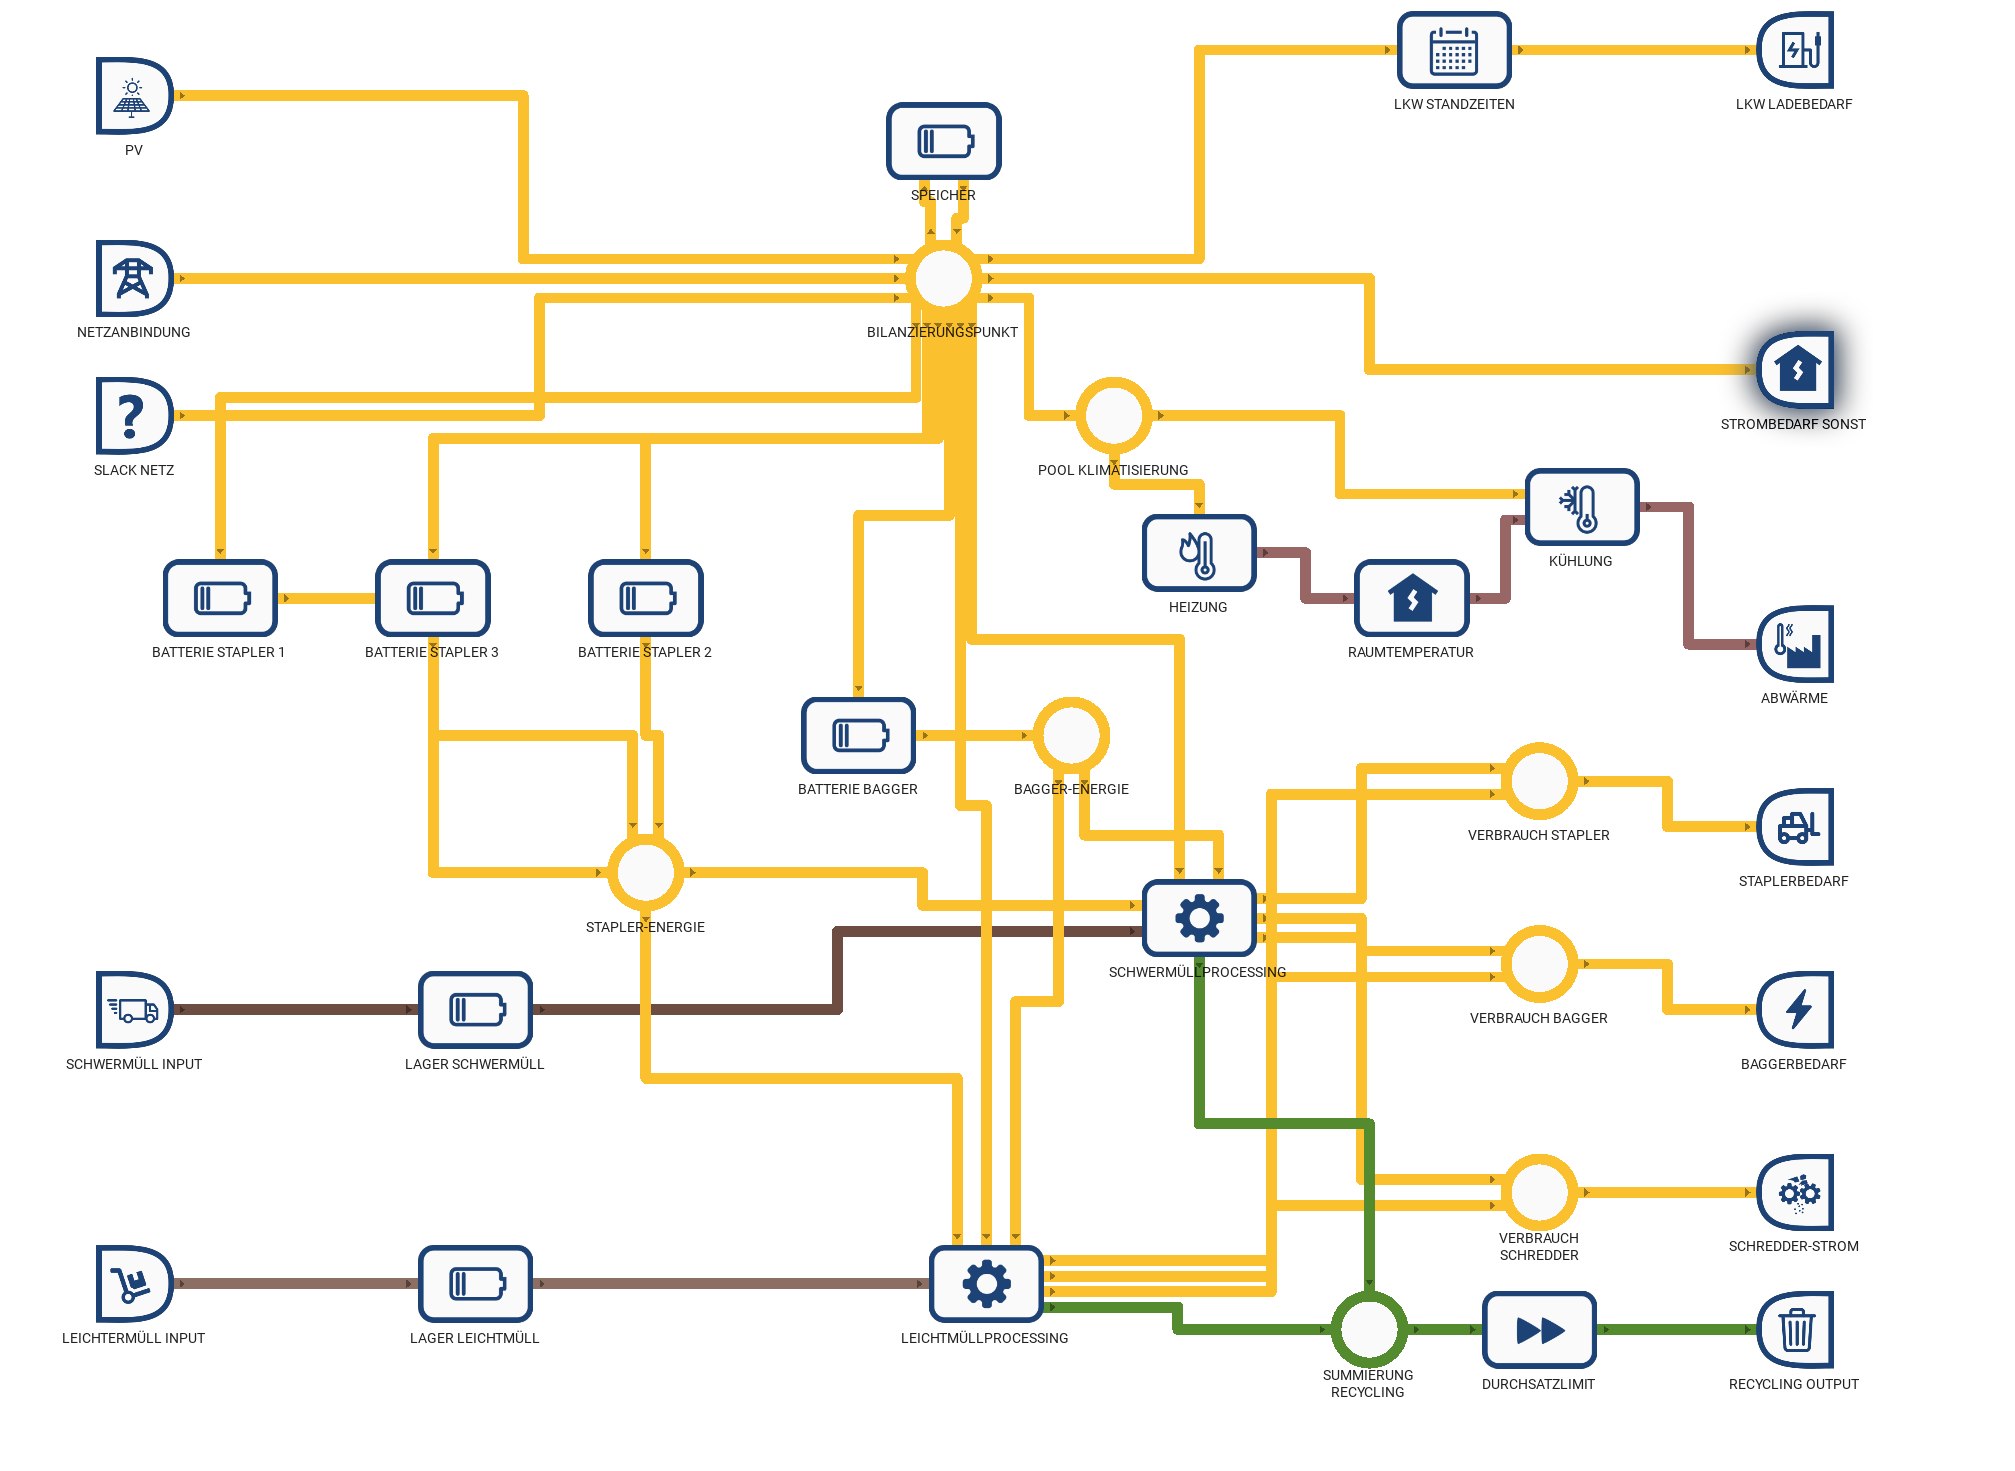 LKW STANDZEITEN
LKW LADEBEDARF
PV
SPEICHER
NETZANBINDUNG
BILANZIERUNGSPUNKT
STROMBEDARF SONST
SLACK NETZ
?
POOL KLIMATISIERUNG
KÜHLUNG
HEIZUNG
BATTERIE STAPLER 1
BATTERIE STAPLER 3
BATTERIE STAPLER 2
RAUMTEMPERATUR
ABWÄRME
BATTERIE BAGGER
BAGGER-ENERGIE
VERBRAUCH STAPLER
STAPLERBEDARF
STAPLER-ENERGIE
SCHWERMÜLLPROCESSING
VERBRAUCH BAGGER
SCHWERMÜLL INPUT
LAGER SCHWERMÜLL
BAGGERBEDARF
VERBRAUCH
SCHREDDER
SCHREDDER-STROM
LEICHTERMÜLL INPUT
LAGER LEICHTMÜLL
LEICHTMÜLLPROCESSING
SUMMIERUNG
RECYCLING
DURCHSATZLIMIT
RECYCLING OUTPUT